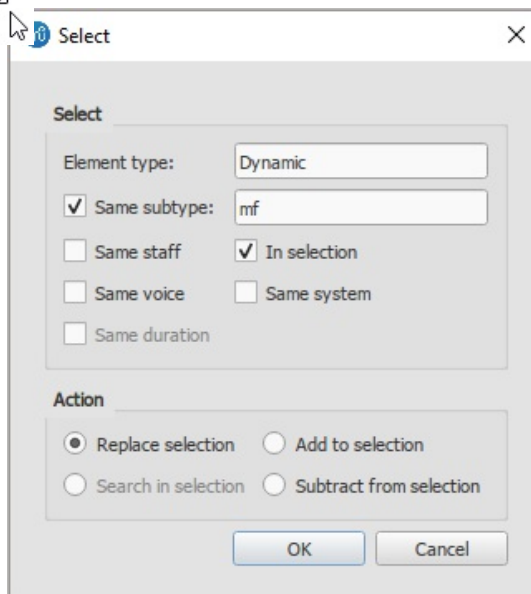 Select
Select
Element type: Dynamic
Same subtype: mf
Same staff In selection
Same voice Same system
Same duration
Action
Replace selection Add to selection
Search in selection Subtract from selection
OK Cancel